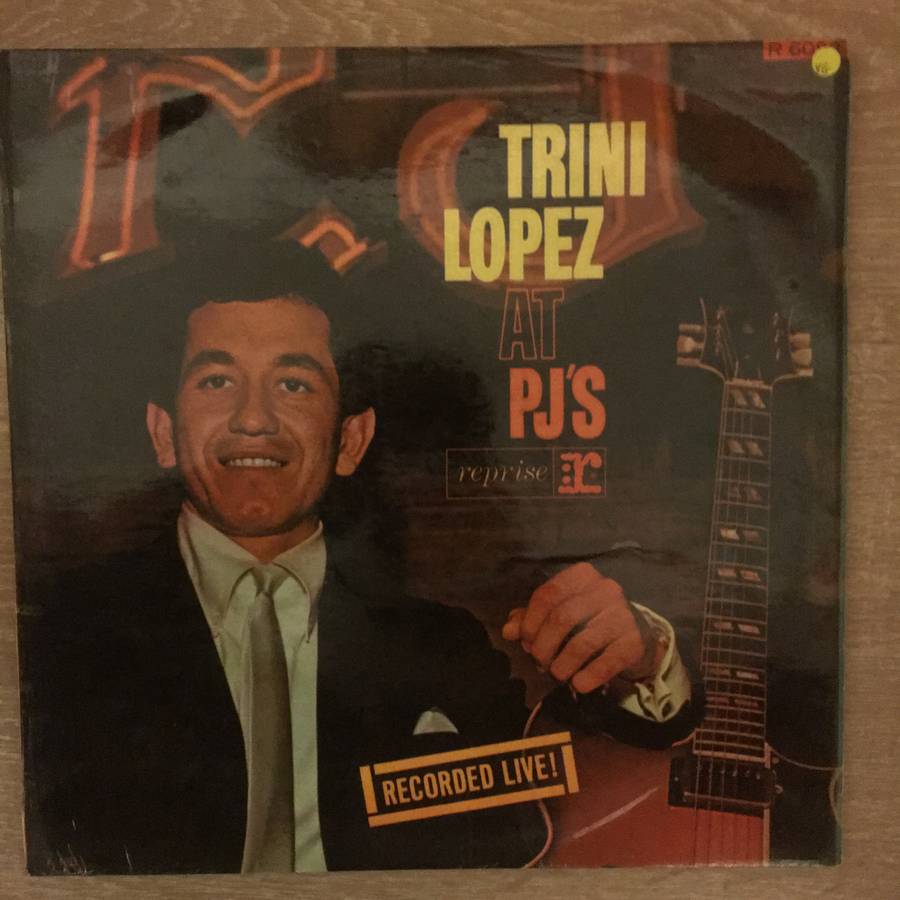 TRINI
LOPEZ
AT
PJ'S
reprise r
RECORDED LIVE!